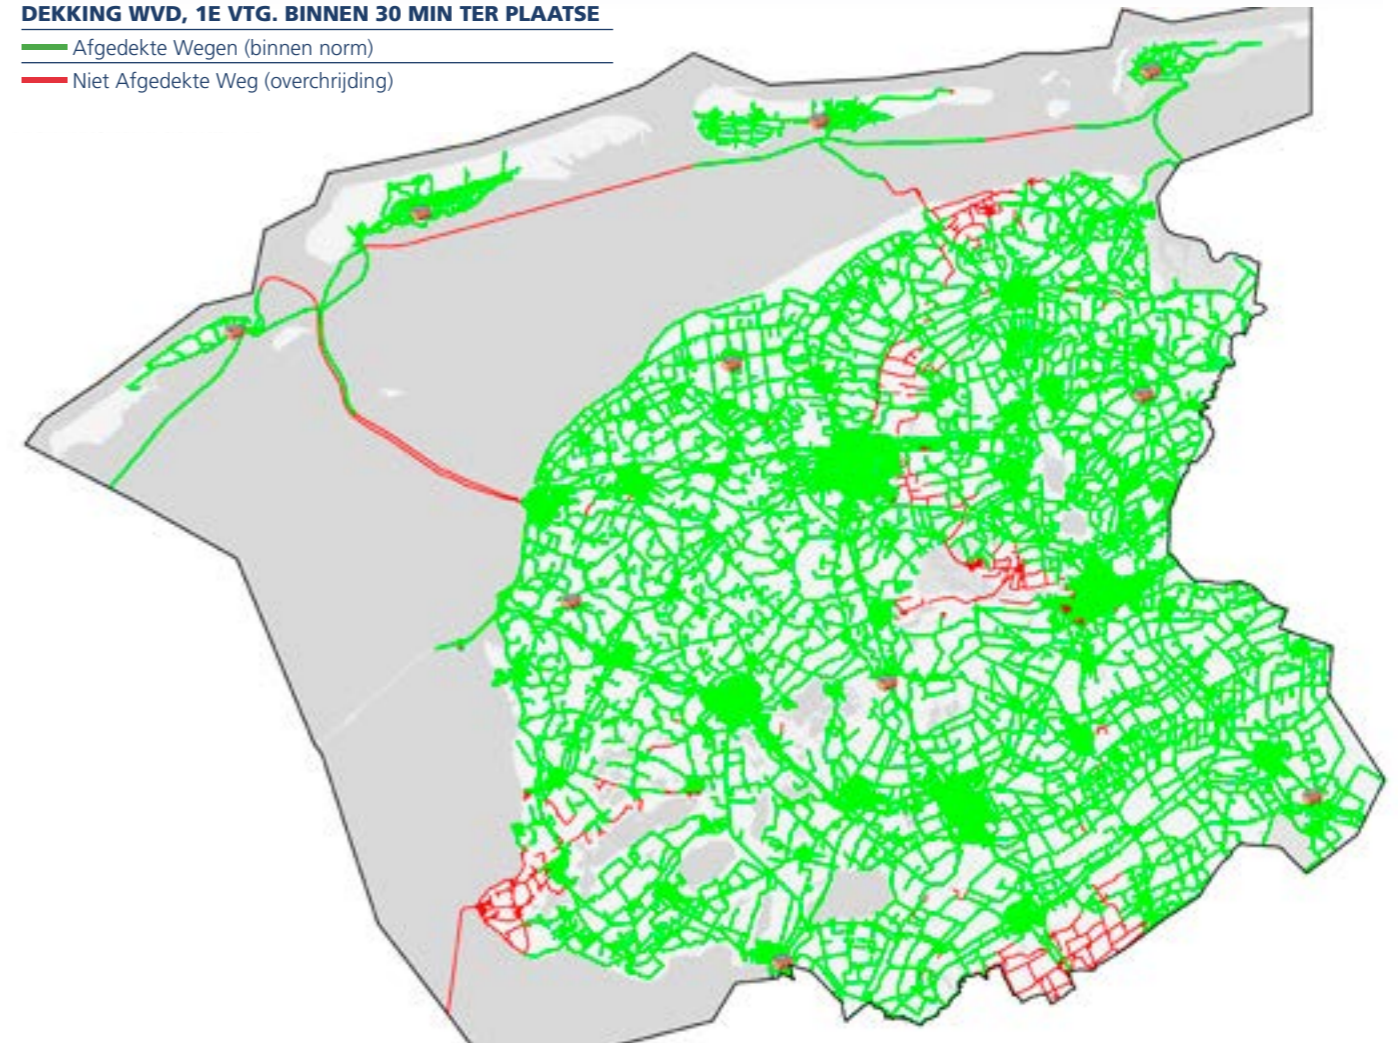 DEKKING WVD, 1E VTG. BINNEN 30 MIN TER PLAATSE
Afgedekte Wegen (binnen norm)
Niet Afgedekte Weg (overchrijding)